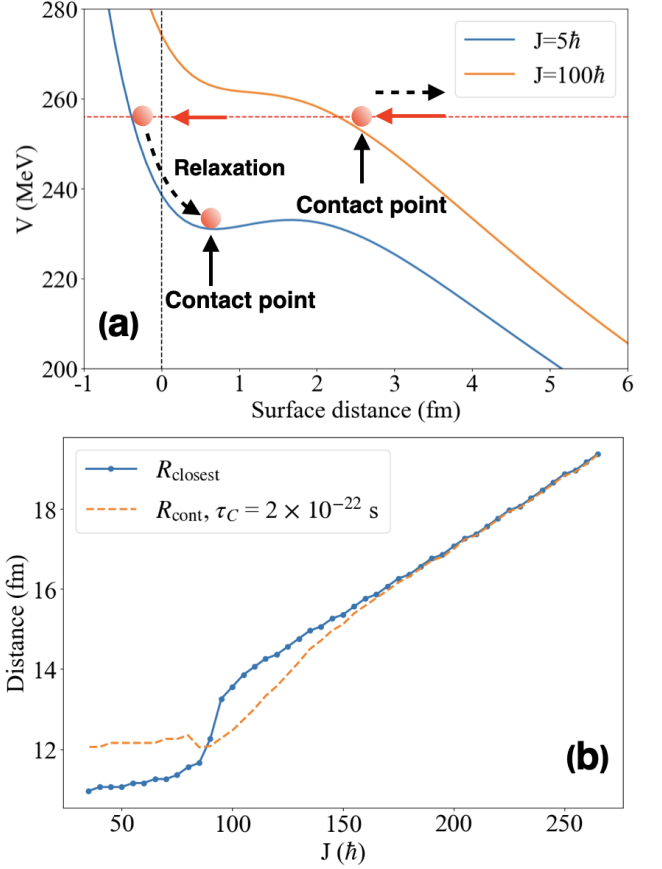 280
260
240
220
200
V (MeV)
J=5ℏ
J=100ℏ
Relaxation
Contact point
Contact point
(a)
-1 0 1 2 3 4 5 6
Surface distance (fm)
R_closest
R_cont, τ_C = 2 × 10^−22 s
18
16
14
12
Distance (fm)
(b)
50 100 150 200 250
J (ℏ)